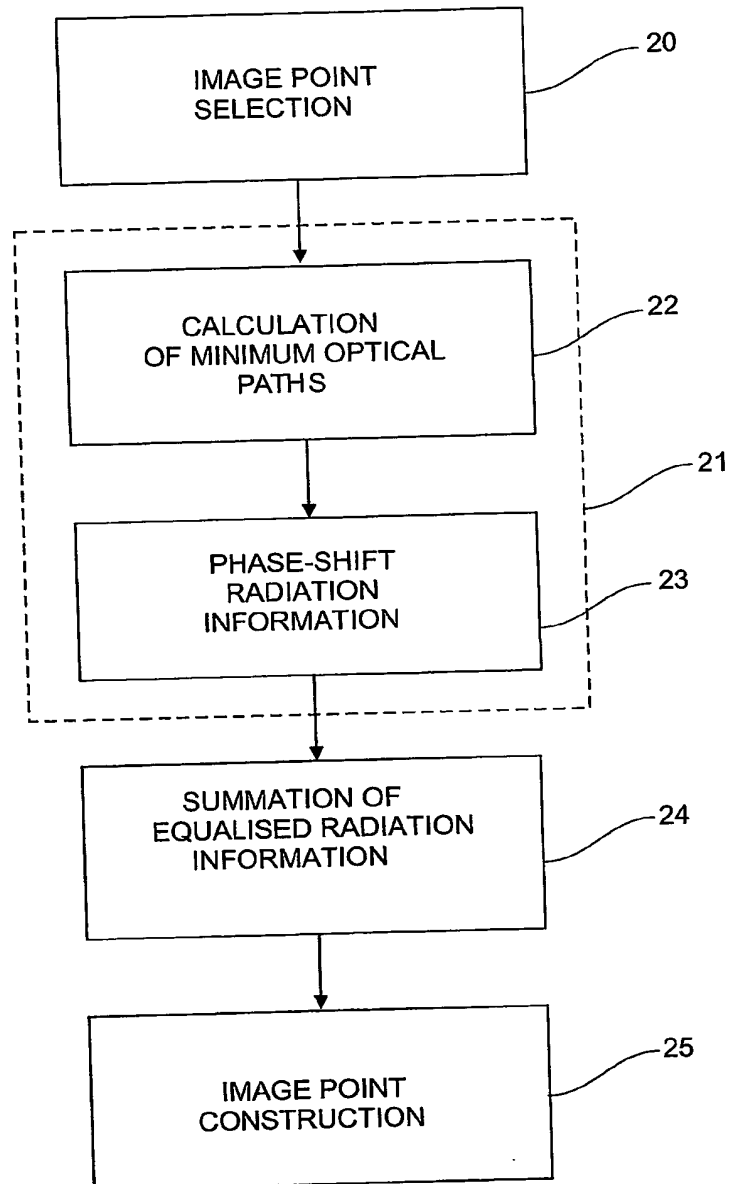 IMAGE POINT
SELECTION
20
CALCULATION
OF MINIMUM OPTICAL
PATHS
22
21
PHASE-SHIFT
RADIATION
INFORMATION
23
SUMMATION OF
EQUALISED RADIATION
INFORMATION
24
IMAGE POINT
CONSTRUCTION
25